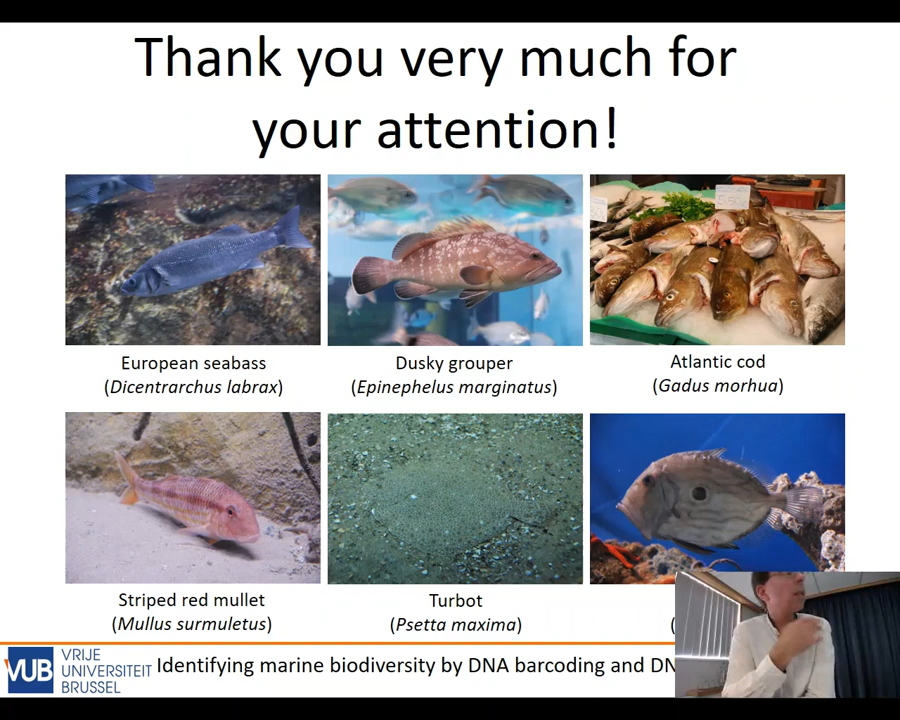 Thank you very much for
your attention!
European seabass
(Dicentrarchus labrax)
Dusky grouper
(Epinephelus marginatus)
Atlantic cod
(Gadus morhua)
Striped red mullet
(Mullus surmuletus)
Turbot
(Psetta maxima)
(
VUB
VRIJE
UNIVERSITEIT
BRUSSEL
Identifying marine biodiversity by DNA barcoding and DN